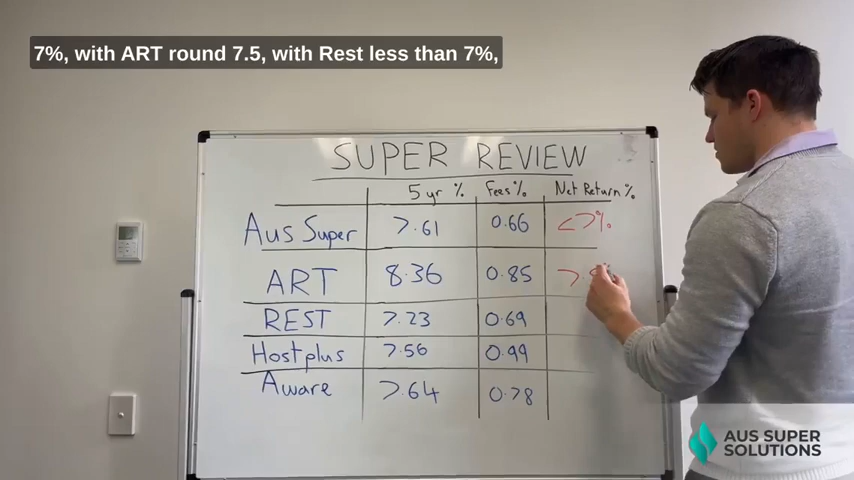 7%, with ART round 7.5, with Rest less than 7%,
SUPER REVIEW
5 yr % Fees% Net Return %
Aus Super 7.61 0.66 <7%
ART 8.36 0.85
REST 7.23 0.69
Hostplus 7.56 0.99
Aware 7.64 0.78
AUS SUPER
SOLUTIONS